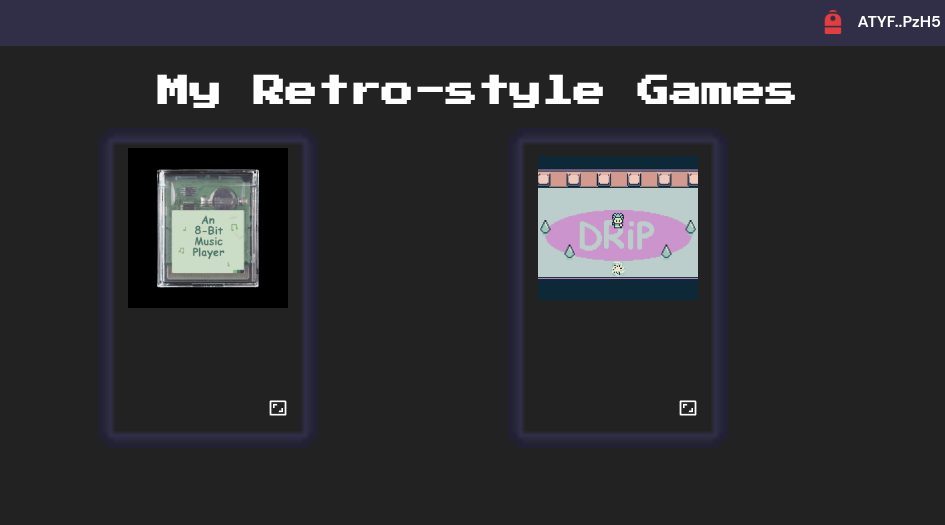 ATYF..PzH5
My Retro-style Games
An
8-Bit
Music
Player
DRiP